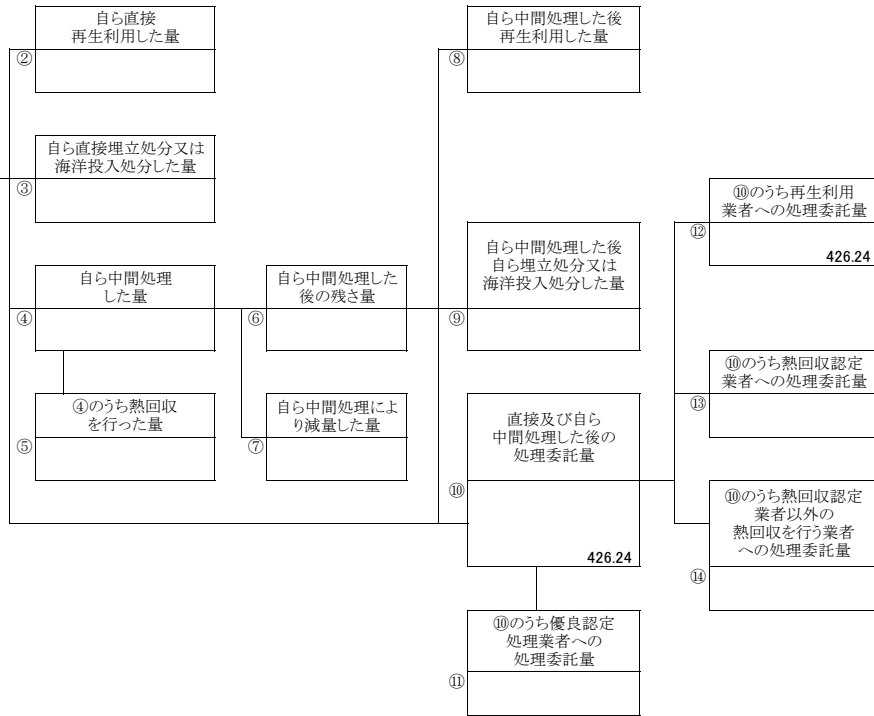 自ら直接
再生利用した量
②
自ら直接埋立処分又は
海洋投入処分した量
③
自ら中間処理
した量
④
④のうち熱回収
を行った量
⑤
自ら中間処理した
後の残さ量
⑥
自ら中間処理によ
り減量した量
⑦
自ら中間処理した後
再生利用した量
⑧
自ら中間処理した後
自ら埋立処分又は
海洋投入処分した量
⑨
直接及び自ら
中間処理した後の
処理委託量
⑩
426.24
⑩のうち優良認定
処理業者への
処理委託量
⑪
⑩のうち再生利用
業者への処理委託量
⑫
426.24
⑩のうち熱回収認定
業者への処理委託量
⑬
⑩のうち熱回収認定
業者以外の
熱回収を行う業者
への処理委託量
⑭